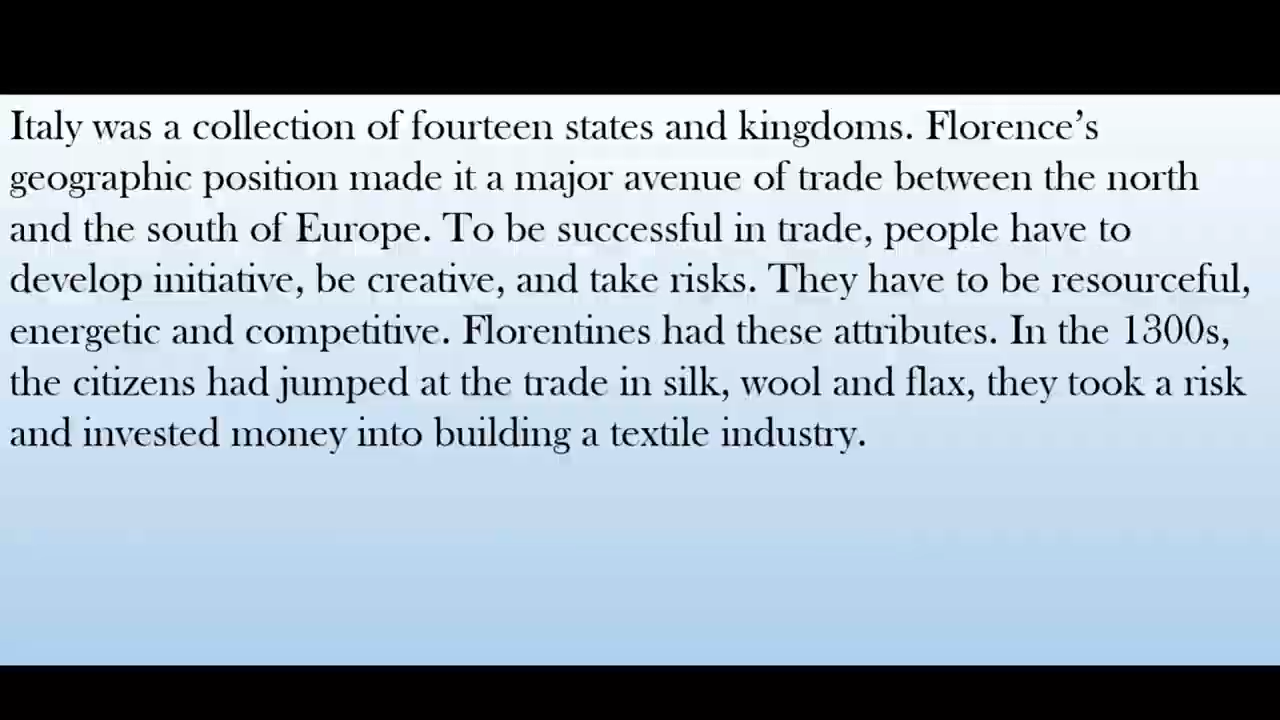 Italy was a collection of fourteen states and kingdoms. Florence’s
geographic position made it a major avenue of trade between the north
and the south of Europe. To be successful in trade, people have to
develop initiative, be creative, and take risks. They have to be resourceful,
energetic and competitive. Florentines had these attributes. In the 1300s,
the citizens had jumped at the trade in silk, wool and flax, they took a risk
and invested money into building a textile industry.